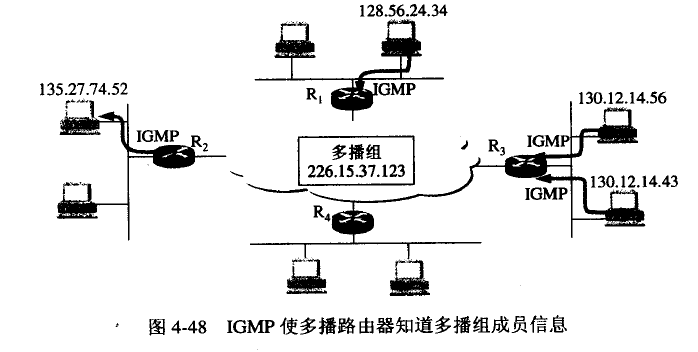 128.56.24.34
135.27.74.52
R1
IGMP
130.12.14.56
IGMP
R2
多播组
226.15.37.123
R3
IGMP
IGMP
130.12.14.43
R4
图 4-48 IGMP 使多播路由器知道多播组成员信息